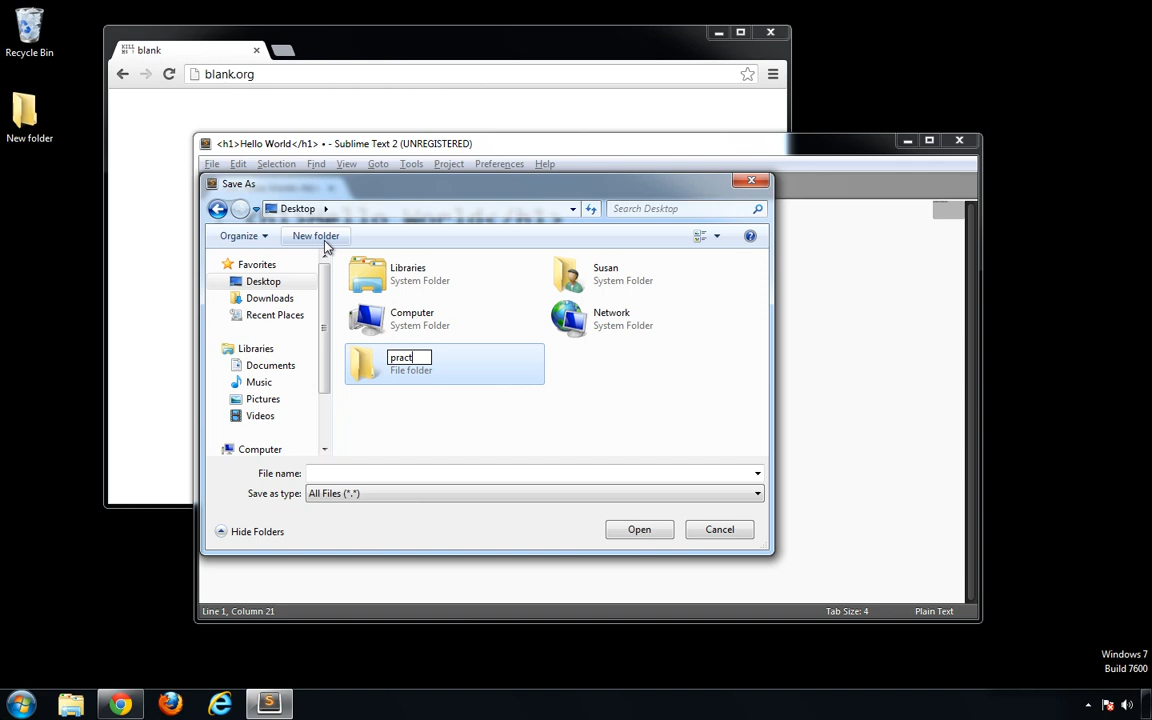 Recycle Bin
New folder
blank
blank.org
<h1>Hello World</h1> • - Sublime Text 2 (UNREGISTERED)
File Edit Selection Find View Goto Tools Project Preferences Help
Save As
Desktop
Search Desktop
Organize New folder
Favorites
Desktop
Downloads
Recent Places
Libraries
Documents
Music
Pictures
Videos
Computer
Libraries
System Folder
Susan
System Folder
Computer
System Folder
Network
System Folder
pract
File folder
File name:
Save as type: All Files (*.*)
Hide Folders
Open
Cancel
Line 1, Column 21
Tab Size: 4
Plain Text
Windows 7
Build 7600